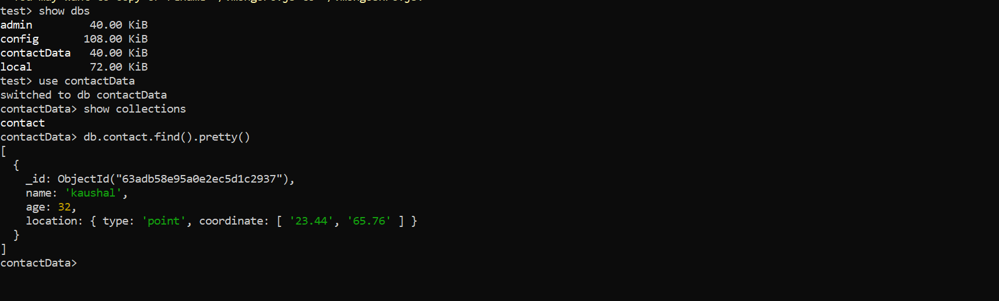 test> show dbs
admin         40.00 KiB
config       108.00 KiB
contactData   40.00 KiB
local         72.00 KiB
test> use contactData
switched to db contactData
contactData> show collections
contact
contactData> db.contact.find().pretty()
[
  {
    _id: ObjectId("63adb58e95a0e2ec5d1c2937"),
    name: 'kaushal',
    age: 32,
    location: { type: 'point', coordinate: [ '23.44', '65.76' ] }
  }
]
contactData>